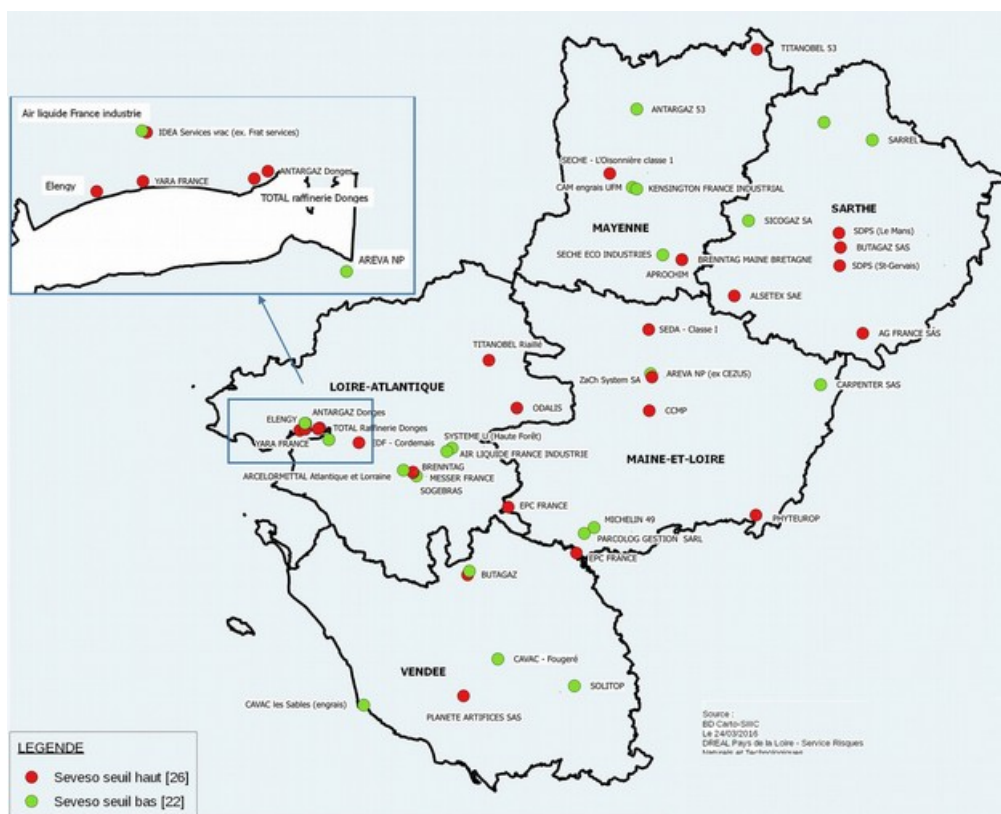 TITANOBEL 53
Air liquide France industrie
IDEA Services vrac (ex. Frat services)
ANTARGAZ Donges
YARA FRANCE
Elengy
TOTAL raffinerie Donges
AREVA NP
ANTARGAZ 53
SARREL
SECHE - L'Oisonnière classe 1
CAM engrais UFM
KENSINGTON FRANCE INDUSTRIAL
MAYENNE
SARTHE
SICOGAZ SA
SDPS (Le Mans)
BUTAGAZ SAS
SDPS (St-Gervais)
SECHE ECO INDUSTRIES
BRENNTAG MAINE BRETAGNE
APROCHIM
ALSETEX SAE
AG FRANCE SAS
SEDA - Classe I
TITANOBEL Riaillé
ZaCh System SA
AREVA NP (ex CEZUS)
CARPENTER SAS
LOIRE-ATLANTIQUE
ODALIS
CCMP
ANTARGAZ Donges
ELENGY
TOTAL Raffinerie Donges
YARA FRANCE
IDF - Cordemais
SYSTEME U (Haute Forêt)
AIR LIQUIDE FRANCE INDUSTRIE
MAINE-ET-LOIRE
BRENNTAG
ARCELORMITTAL Atlantique et Lorraine
MESSER FRANCE
SOGEBRAS
EPC FRANCE
MICHELIN 49
PHYTEUROP
PARCOLOG GESTION SARL
EPC FRANCE
BUTAGAZ
CAVAC - Fougeré
VENDEE
SOLITOP
CAVAC les Sables (engrais)
PLANETE ARTIFICES SAS
Source :
BD Carto-SIIC
Le 24/03/2016
DREAL Pays de la Loire - Service Risques
Naturels et Technologiques
LEGENDE
Seveso seuil haut [26]
Seveso seuil bas [22]